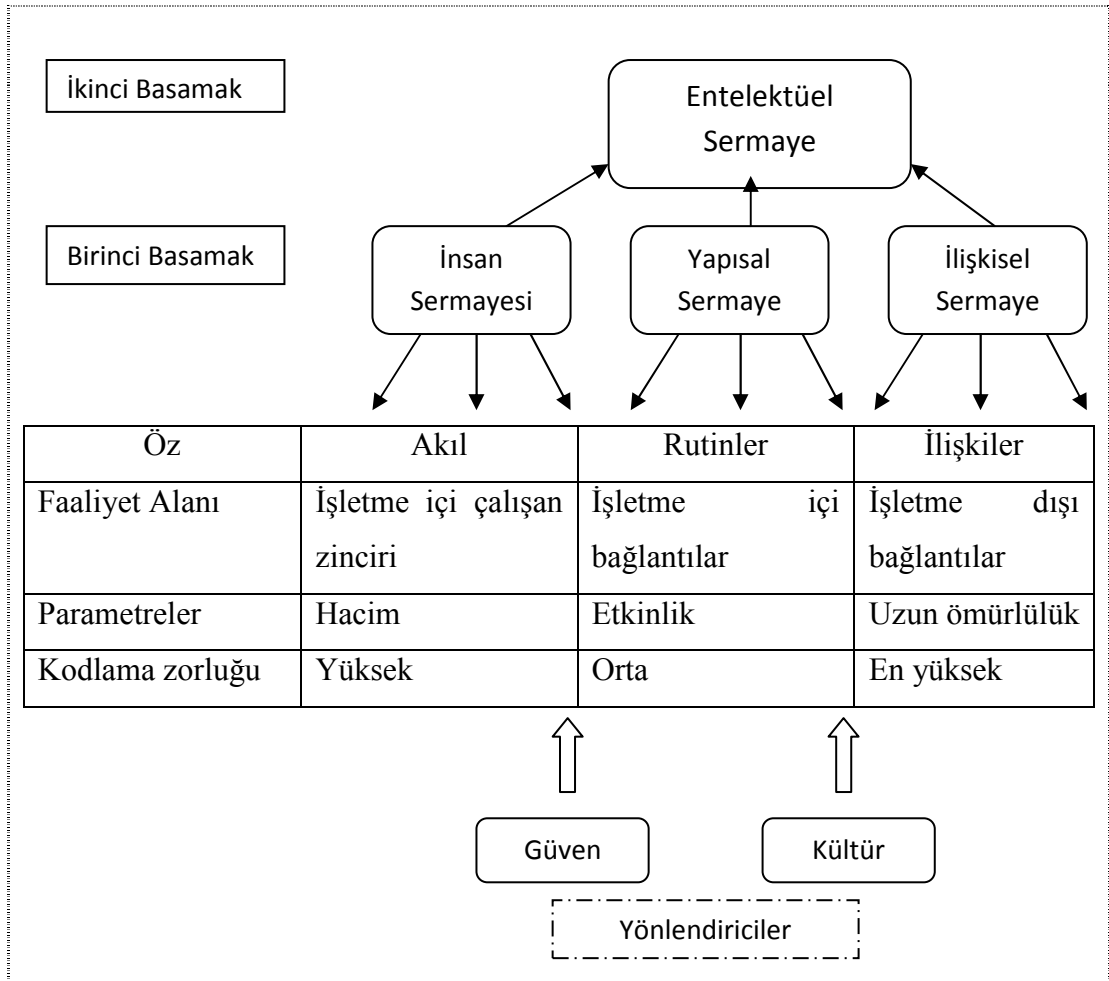 İkinci Basamak
Entelektüel
Sermaye
Birinci Basamak
İnsan
Sermayesi
Yapısal
Sermaye
İlişkisel
Sermaye
Öz Akıl Rutinler İlişkiler
Faaliyet Alanı
İşletme içi çalışan
zinciri
İşletme içi
bağlantılar
İşletme dışı
bağlantılar
Parametreler Hacim Etkinlik Uzun ömürlülük
Kodlama zorluğu Yüksek Orta En yüksek
Güven
Kültür
Yönlendiriciler